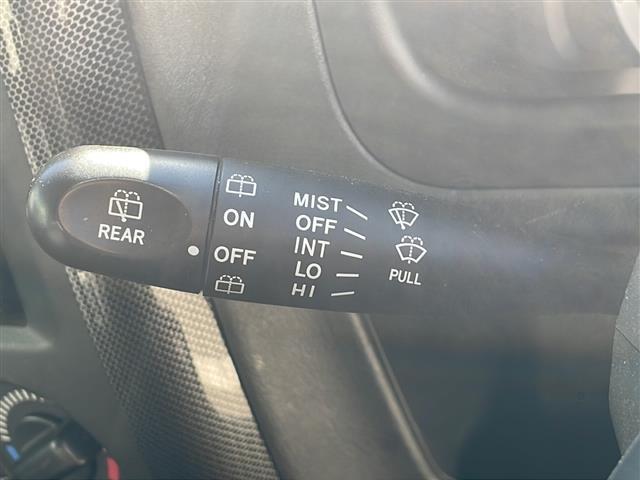 REAR
ON
OFF
MIST
OFF
INT
LO
HI
PULL